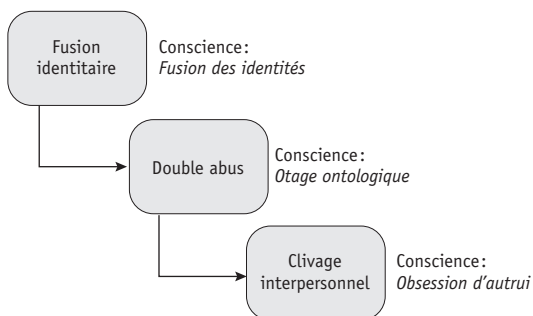 Fusion
identitaire
Conscience:
Fusion des identités
Double abus
Conscience:
Otage ontologique
Clivage
interpersonnel
Conscience:
Obsession d'autrui